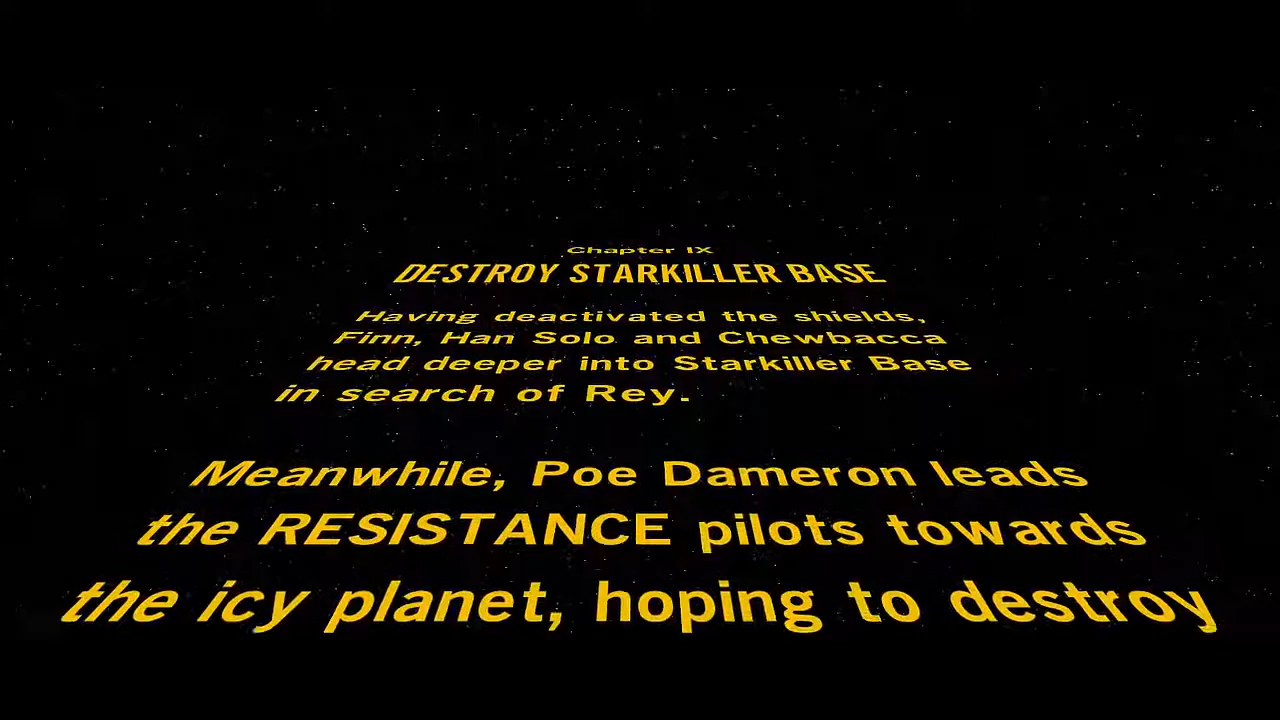 Chapter IX
DESTROY STARKILLER BASE
Having deactivated the shields,
Finn, Han Solo and Chewbacca
head deeper into Starkiller Base
in search of Rey.
Meanwhile, Poe Dameron leads
the RESISTANCE pilots towards
the icy planet, hoping to destroy